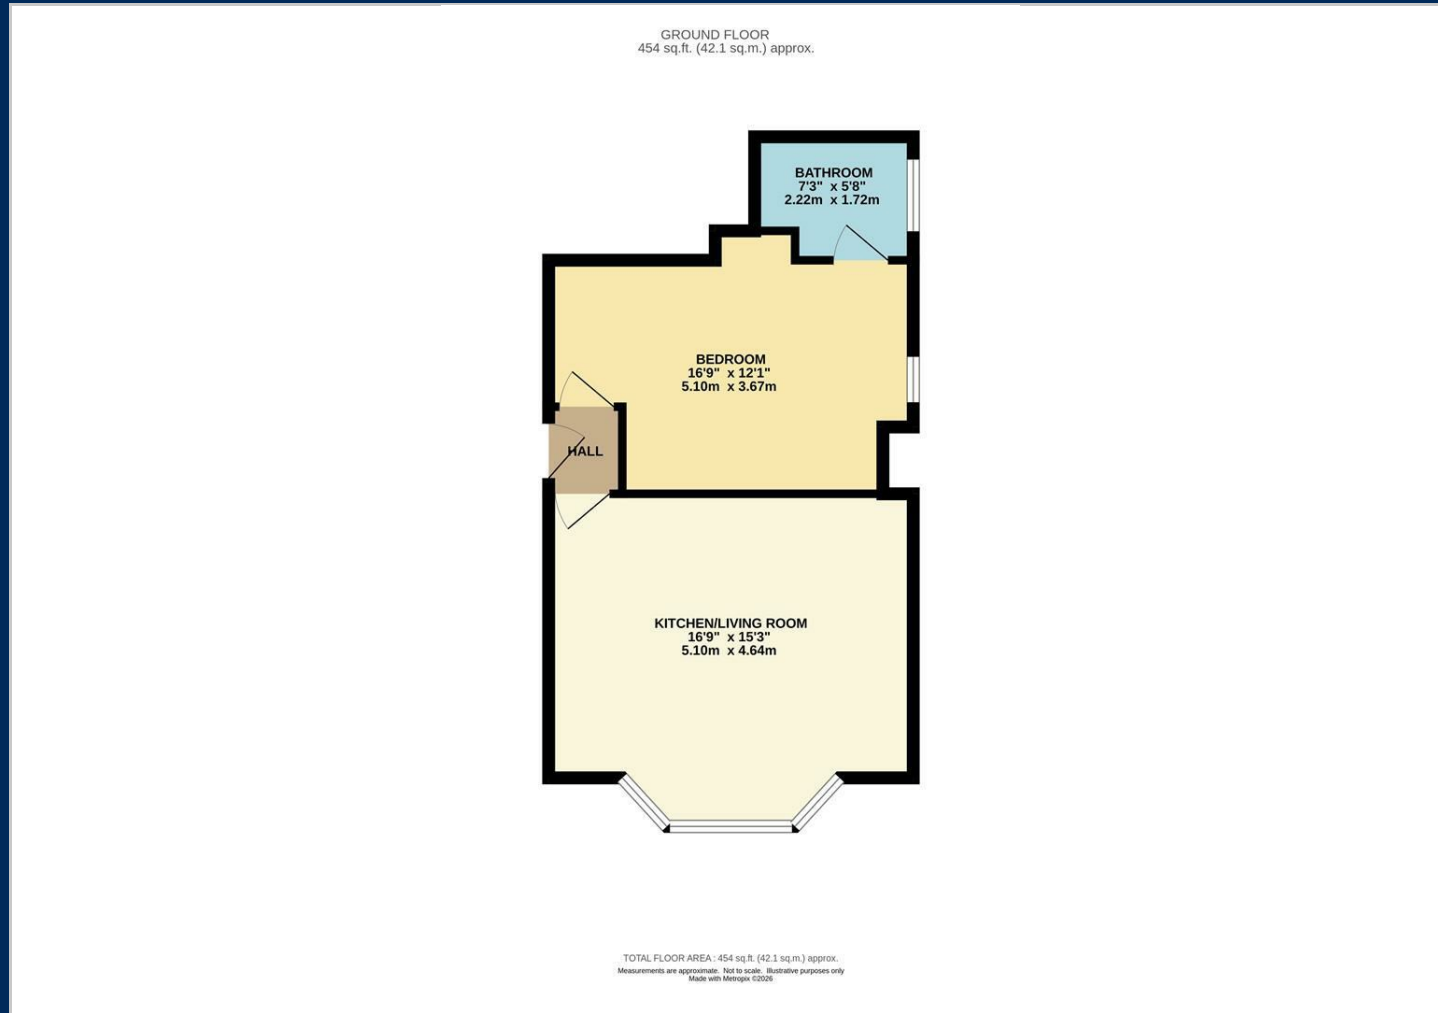 GROUND FLOOR
454 sq.ft. (42.1 sq.m.) approx.
BATHROOM
7'3" x 5'8"
2.22m x 1.72m
BEDROOM
16'9" x 12'1"
5.10m x 3.67m
HALL
KITCHEN/LIVING ROOM
16'9" x 15'3"
5.10m x 4.64m
TOTAL FLOOR AREA : 454 sq.ft. (42.1 sq.m.) approx.
Measurements are approximate. Not to scale. Illustrative purposes only
Made with Metropix ©2026